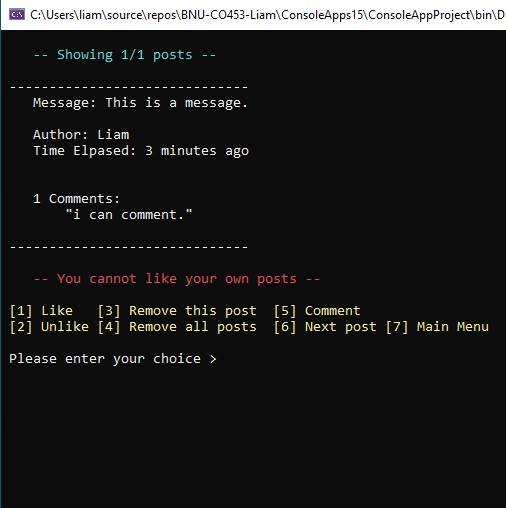 C:\Users\liam\source\repos\BNU-CO453-Liam\ConsoleApps15\ConsoleAppProject\bin\D
-- Showing 1/1 posts --
------------------------------
Message: This is a message.
Author: Liam
Time Elpased: 3 minutes ago
1 Comments:
"i can comment."
------------------------------
-- You cannot like your own posts --
[1] Like [3] Remove this post [5] Comment
[2] Unlike [4] Remove all posts [6] Next post [7] Main Menu
Please enter your choice >